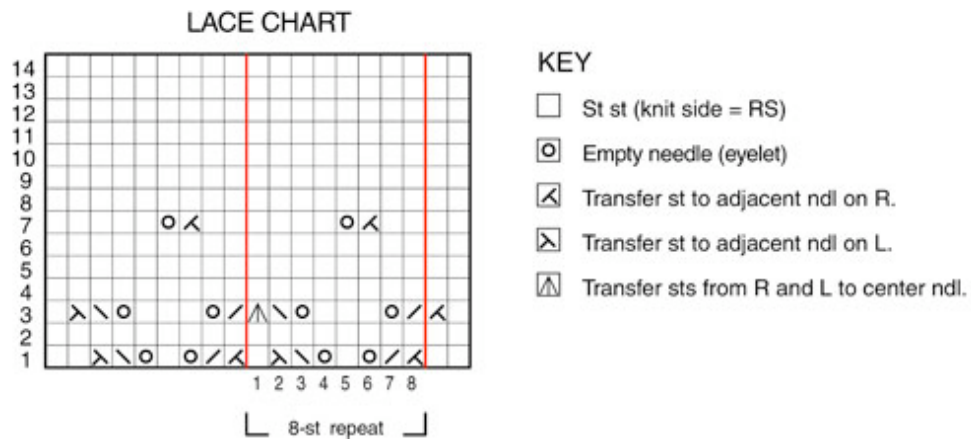 LACE CHART
14
13
12
11
10
9
8
7
6
5
4
3
2
1
1 2 3 4 5 6 7 8
8-st repeat
KEY
St st (knit side = RS)
Empty needle (eyelet)
Transfer st to adjacent ndl on R.
Transfer st to adjacent ndl on L.
Transfer sts from R and L to center ndl.